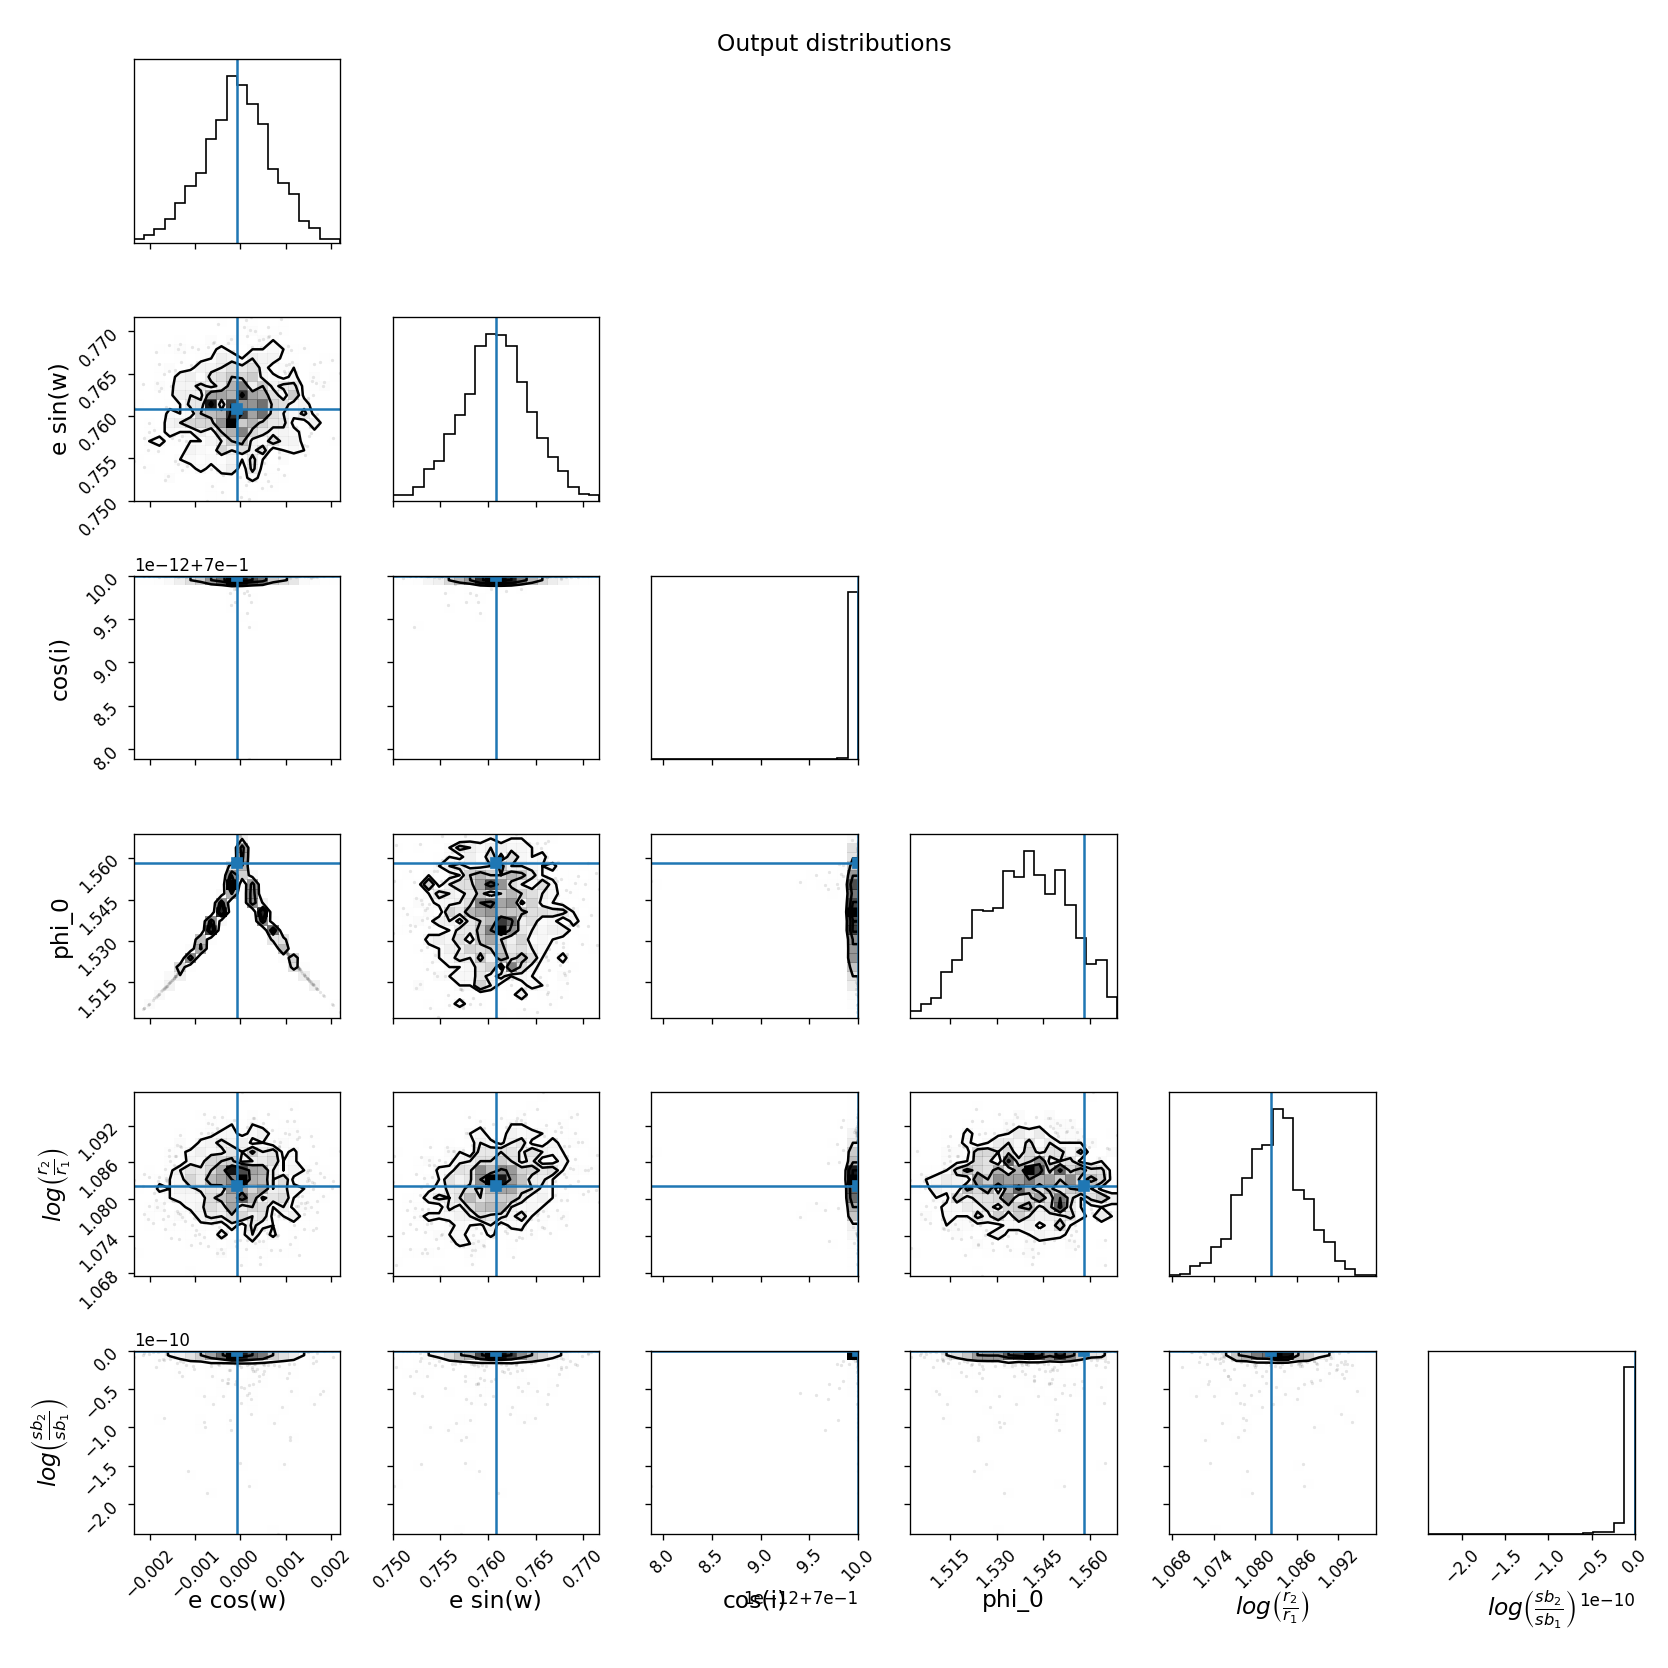 Output distributions
0.770
0.765
0.760
0.755
0.750
e sin(w)
1e−12+7e−1
10.0
9.5
9.0
8.5
8.0
cos(i)
1.560
1.545
1.530
1.515
phi_0
1.092
1.086
1.080
1.074
1.068
log(r2/r1)
1e−10
0.0
−0.5
−1.0
−1.5
−2.0
log(sb2/sb1)
−0.002 −0.001 0.000 0.001 0.002
0.750 0.755 0.760 0.765 0.770
8.0 8.5 9.0 9.5 10.0
1.515 1.530 1.545 1.560
1.068 1.074 1.080 1.086 1.092
−2.0 −1.5 −1.0 −0.5 0.0
e cos(w)
e sin(w)
cos(i)
1e−12+7e−1
phi_0
log(r2/r1)
log(sb2/sb1)
1e−10